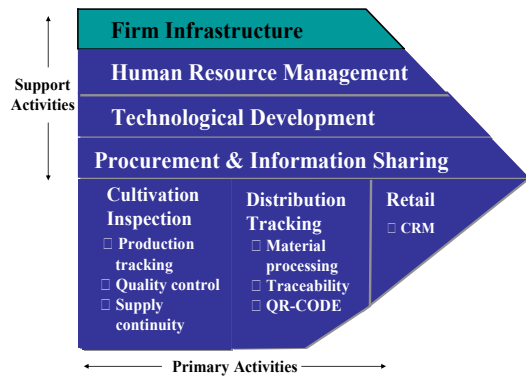 Firm Infrastructure
Human Resource Management
Support
Activities
Technological Development
Procurement & Information Sharing
Cultivation
Inspection
□ Production
tracking
□ Quality control
□ Supply
continuity
Distribution
Tracking
□ Material
processing
□ Traceability
□ QR-CODE
Retail
□ CRM
Primary Activities